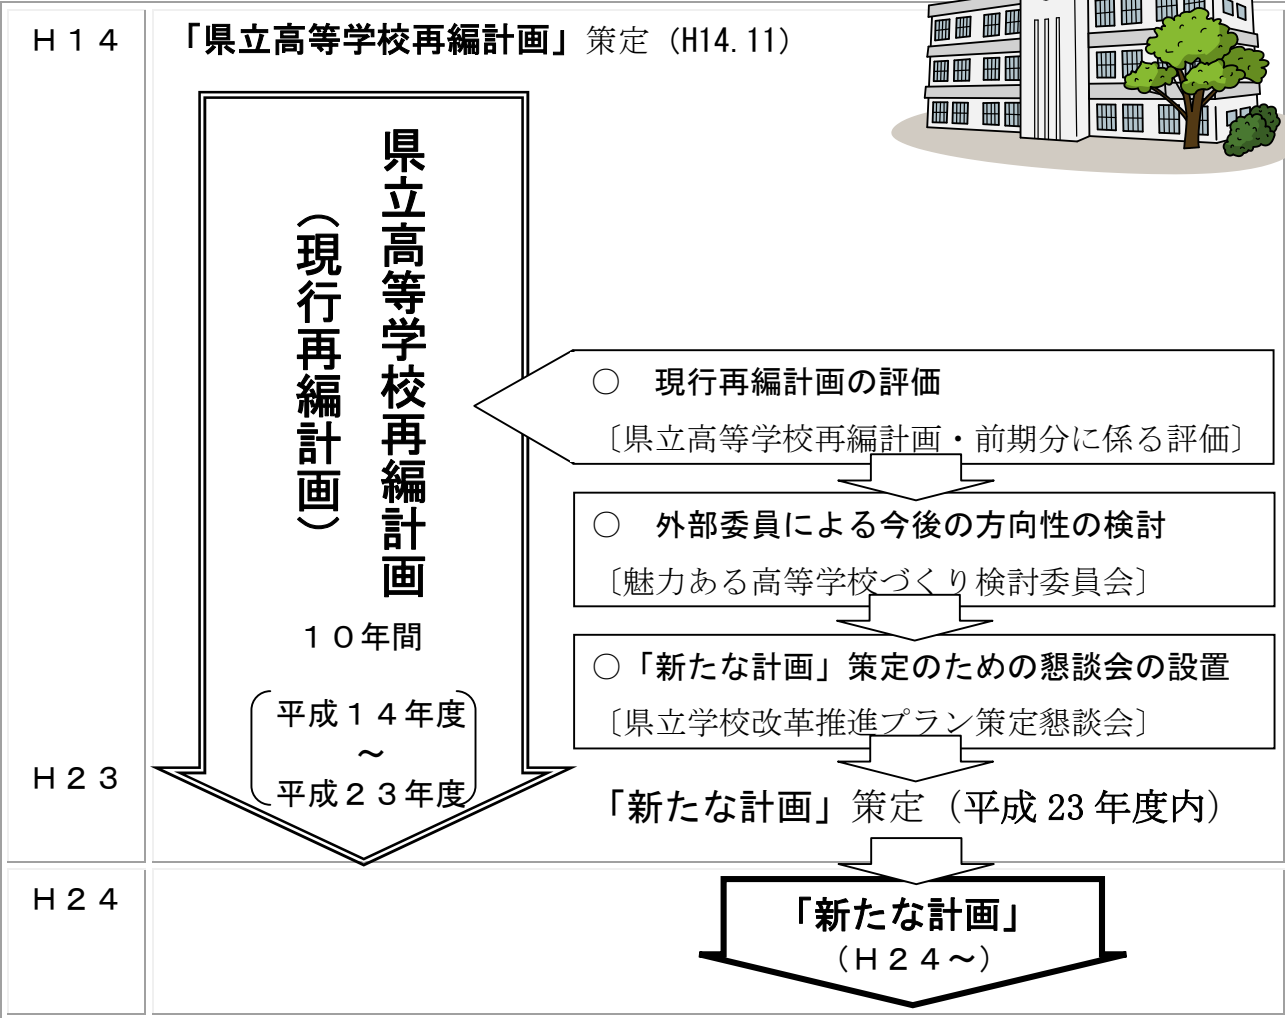 H14
「県立高等学校再編計画」策定（H14.11）
県立高等学校再編計画
（現行再編計画）
１０年間
平成１４年度
～
平成２３年度
○　現行再編計画の評価
〔県立高等学校再編計画・前期分に係る評価〕
○　外部委員による今後の方向性の検討
〔魅力ある高等学校づくり検討委員会〕
○「新たな計画」策定のための懇談会の設置
〔県立学校改革推進プラン策定懇談会〕
H23
「新たな計画」策定（平成 23 年度内）
H24
「新たな計画」
（Ｈ２４～）